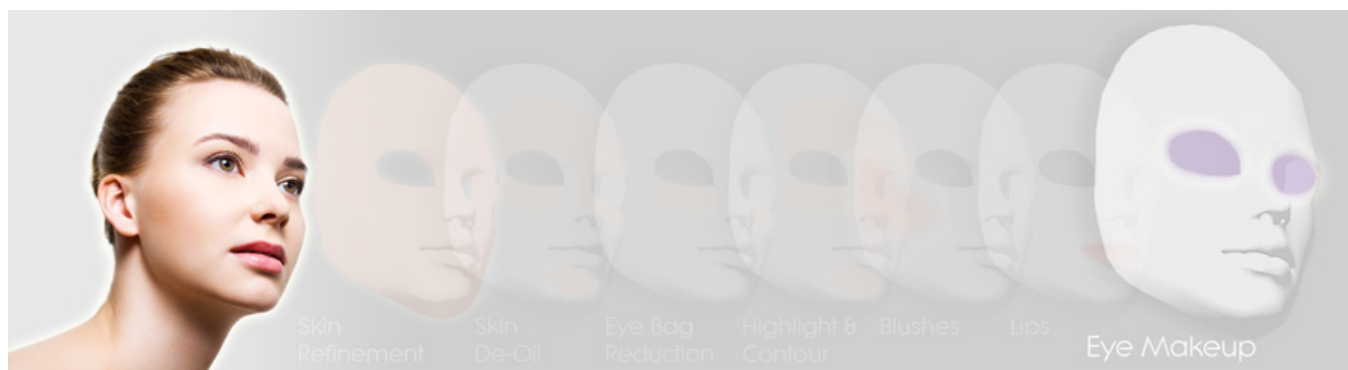 Skin
Refinement
Skin
De-Oil
Eye Bag
Reduction
Highlight &
Contour
Blushes
Lips
Eye Makeup